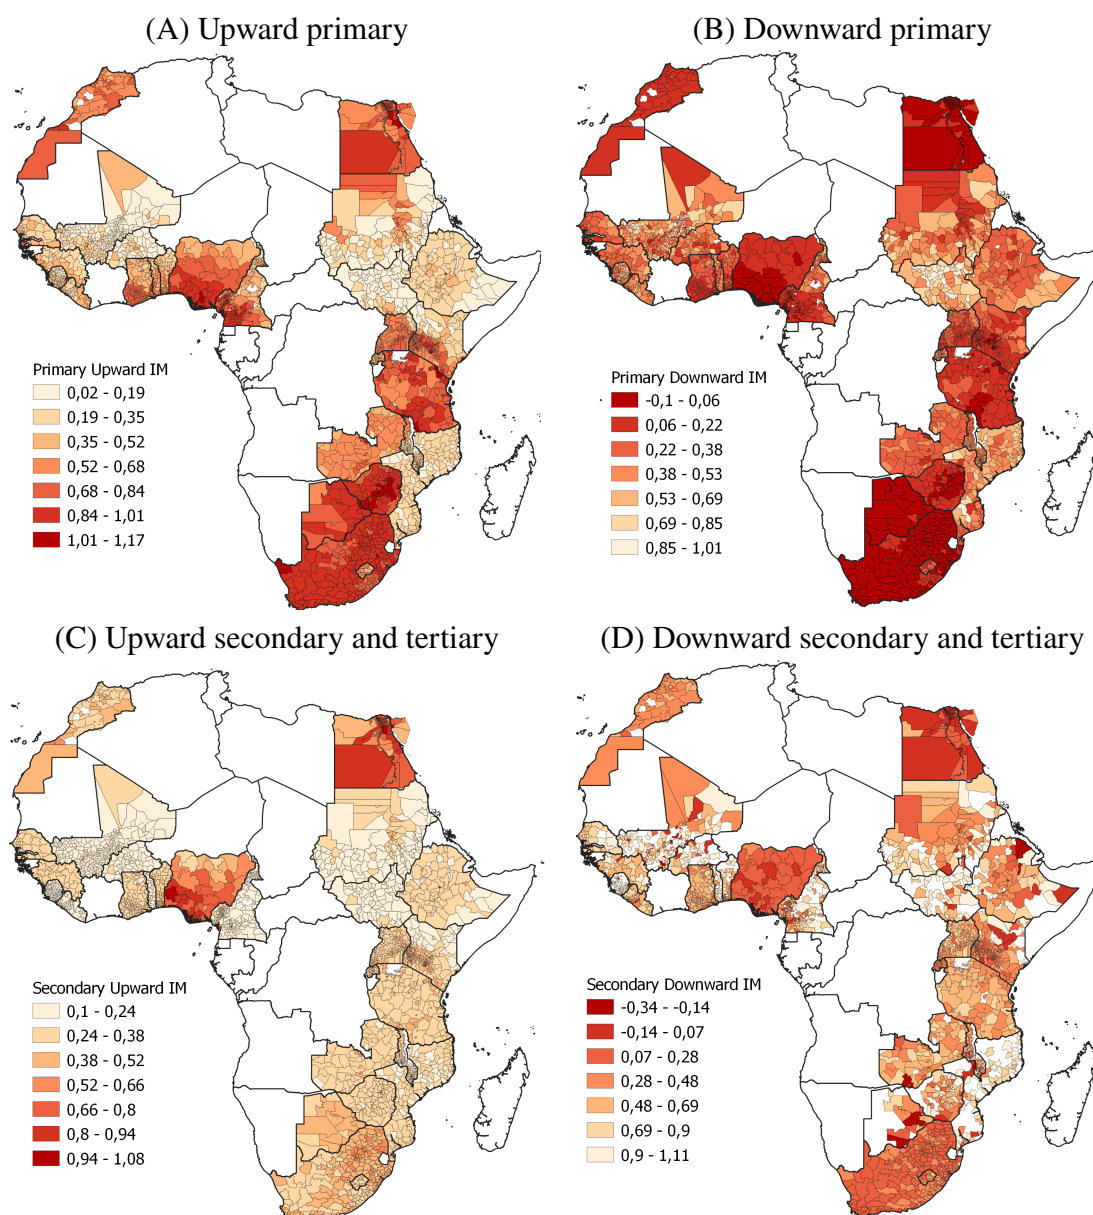 (A) Upward primary
(B) Downward primary
Primary Upward IM
0,02 - 0,19
0,19 - 0,35
0,35 - 0,52
0,52 - 0,68
0,68 - 0,84
0,84 - 1,01
1,01 - 1,17
Primary Downward IM
-0,1 - 0,06
0,06 - 0,22
0,22 - 0,38
0,38 - 0,53
0,53 - 0,69
0,69 - 0,85
0,85 - 1,01
(C) Upward secondary and tertiary
(D) Downward secondary and tertiary
Secondary Upward IM
0,1 - 0,24
0,24 - 0,38
0,38 - 0,52
0,52 - 0,66
0,66 - 0,8
0,8 - 0,94
0,94 - 1,08
Secondary Downward IM
-0,34 - -0,14
-0,14 - 0,07
0,07 - 0,28
0,28 - 0,48
0,48 - 0,69
0,69 - 0,9
0,9 - 1,11